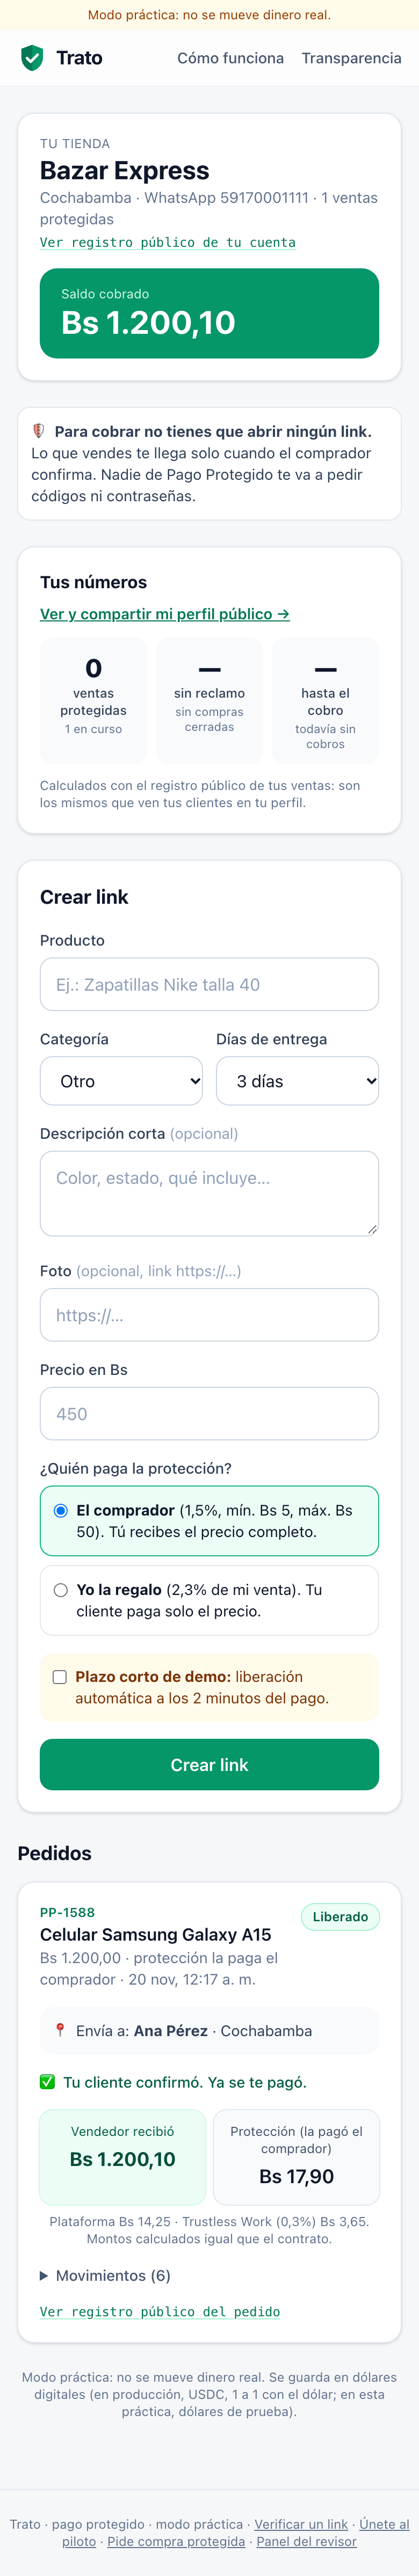 Modo práctica: no se mueve dinero real.
Trato
Cómo funciona
Transparencia
TU TIENDA
Bazar Express
Cochabamba · WhatsApp 59170001111 · 1 ventas
protegidas
Ver registro público de tu cuenta
Saldo cobrado
Bs 1.200,10
Para cobrar no tienes que abrir ningún link.
Lo que vendes te llega solo cuando el comprador
confirma. Nadie de Pago Protegido te va a pedir
códigos ni contraseñas.
Tus números
Ver y compartir mi perfil público →
0
ventas
protegidas
1 en curso
—
sin reclamo
sin compras
cerradas
—
hasta el
cobro
todavía sin
cobros
Calculados con el registro público de tus ventas: son
los mismos que ven tus clientes en tu perfil.
Crear link
Producto
Ej.: Zapatillas Nike talla 40
Categoría
Días de entrega
Otro
3 días
Descripción corta (opcional)
Color, estado, qué incluye...
Foto (opcional, link https://...)
https://...
Precio en Bs
450
¿Quién paga la protección?
El comprador (1,5%, mín. Bs 5, máx. Bs
50). Tú recibes el precio completo.
Yo la regalo (2,3% de mi venta). Tu
cliente paga solo el precio.
Plazo corto de demo: liberación
automática a los 2 minutos del pago.
Crear link
Pedidos
PP-1588
Liberado
Celular Samsung Galaxy A15
Bs 1.200,00 · protección la paga el
comprador · 20 nov, 12:17 a. m.
Envía a: Ana Pérez · Cochabamba
Tu cliente confirmó. Ya se te pagó.
Vendedor recibió
Bs 1.200,10
Protección (la pagó el
comprador)
Bs 17,90
Plataforma Bs 14,25 · Trustless Work (0,3%) Bs 3,65.
Montos calculados igual que el contrato.
Movimientos (6)
Ver registro público del pedido
Modo práctica: no se mueve dinero real. Se guarda en dólares
digitales (en producción, USDC, 1 a 1 con el dólar; en esta
práctica, dólares de prueba).
Trato · pago protegido · modo práctica · Verificar un link · Únete al
piloto · Pide compra protegida · Panel del revisor